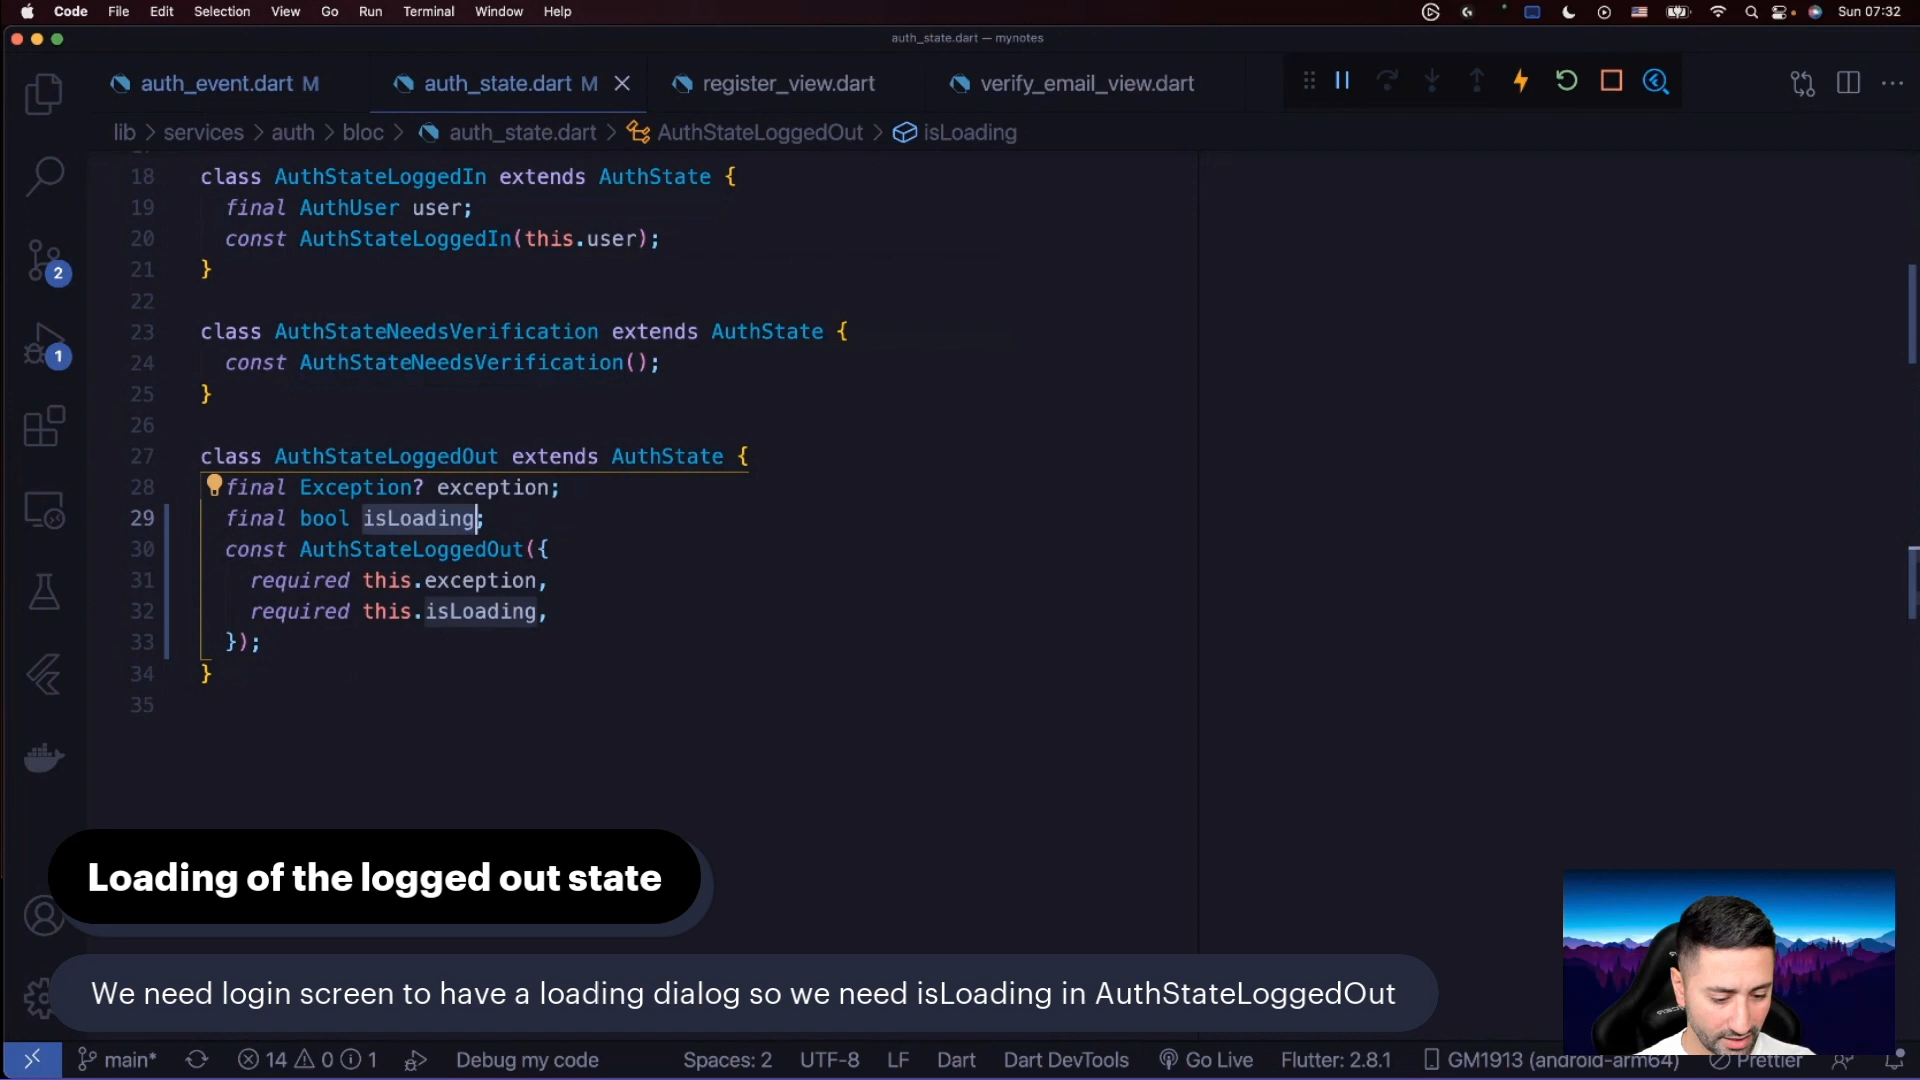 Code File Edit Selection View Go Run Terminal Window Help Sun 07:32
auth_state.dart — mynotes
auth_event.dart M auth_state.dart M register_view.dart verify_email_view.dart
lib > services > auth > bloc > auth_state.dart > AuthStateLoggedOut > isLoading
18 class AuthStateLoggedIn extends AuthState {
19 final AuthUser user;
20 const AuthStateLoggedIn(this.user);
21 }
22
23 class AuthStateNeedsVerification extends AuthState {
24 const AuthStateNeedsVerification();
25 }
26
27 class AuthStateLoggedOut extends AuthState {
28 final Exception? exception;
29 final bool isLoading;
30 const AuthStateLoggedOut({
31 required this.exception,
32 required this.isLoading,
33 });
34 }
35
2
1
Loading of the logged out state
We need login screen to have a loading dialog so we need isLoading in AuthStateLoggedOut
main* 14 0 1 Debug my code Spaces: 2 UTF-8 LF Dart Dart DevTools Go Live Flutter: 2.8.1 GM1913 (android-arm64) Prettier